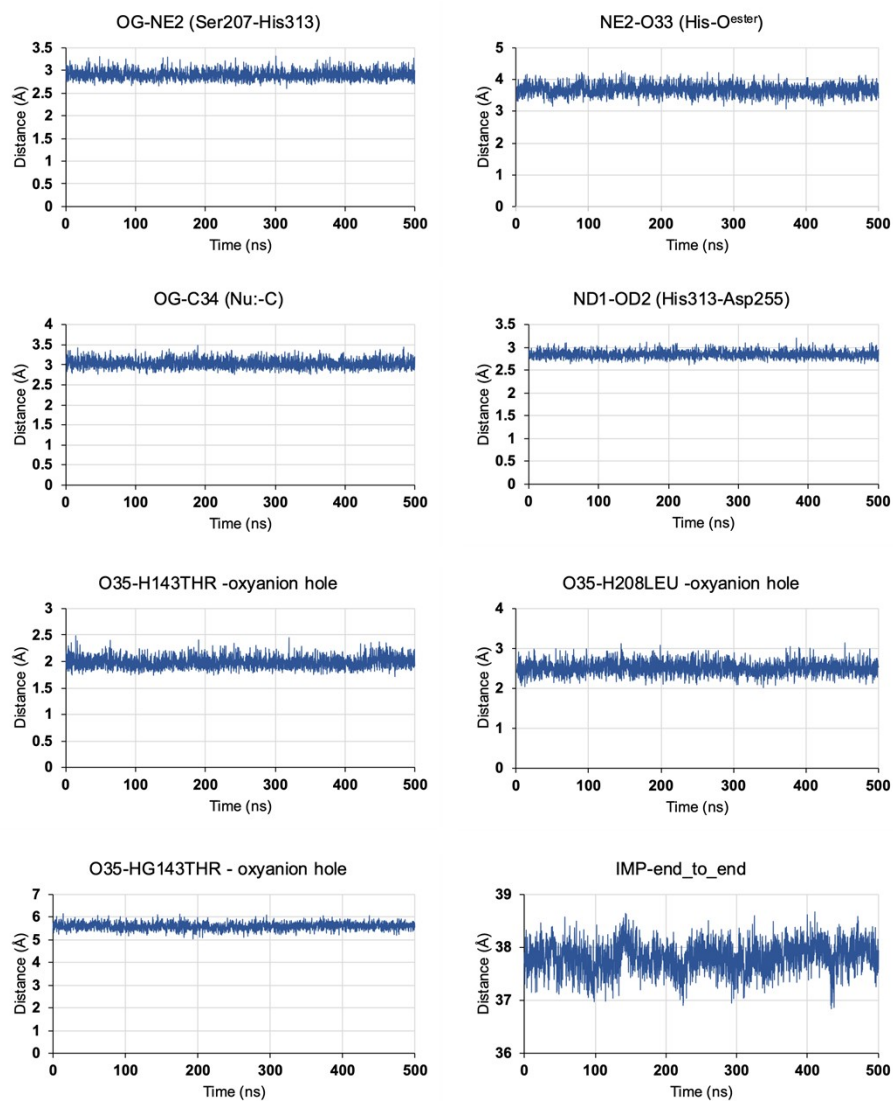 OG-NE2 (Ser207-His313)
Distance (Å)
3.5
3
2.5
2
1.5
1
0.5
0
0 100 200 300 400 500
Time (ns)
NE2-O33 (His-Oᵉˢᵗᵉʳ)
Distance (Å)
5
4
3
2
1
0
0 100 200 300 400 500
Time (ns)
OG-C34 (Nu:-C)
Distance (Å)
4
3.5
3
2.5
2
1.5
1
0.5
0
0 100 200 300 400 500
Time (ns)
ND1-OD2 (His313-Asp255)
Distance (Å)
3.5
3
2.5
2
1.5
1
0.5
0
0 100 200 300 400 500
Time (ns)
O35-H143THR -oxyanion hole
Distance (Å)
3
2.5
2
1.5
1
0.5
0
0 100 200 300 400 500
Time (ns)
O35-H208LEU -oxyanion hole
Distance (Å)
4
3
2
1
0
0 100 200 300 400 500
Time (ns)
O35-HG143THR - oxyanion hole
Distance (Å)
7
6
5
4
3
2
1
0
0 100 200 300 400 500
Time (ns)
IMP-end_to_end
Distance (Å)
39
38
37
36
0 100 200 300 400 500
Time (ns)